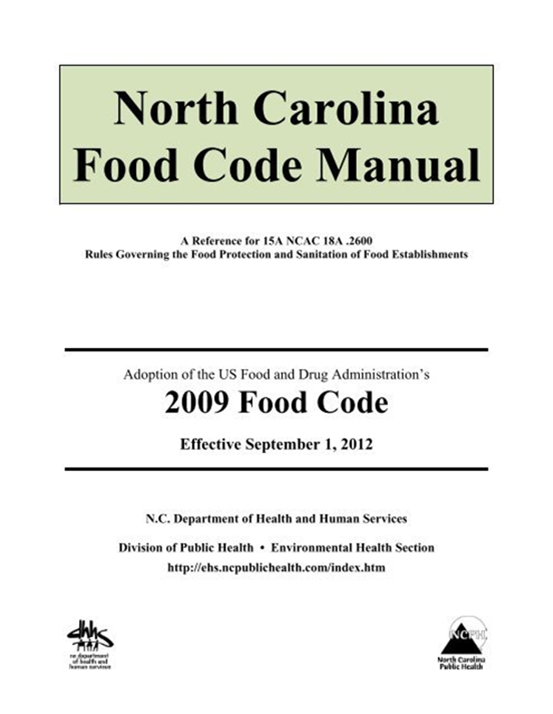 North Carolina
Food Code Manual
A Reference for 15A NCAC 18A .2600
Rules Governing the Food Protection and Sanitation of Food Establishments
Adoption of the US Food and Drug Administration’s
2009 Food Code
Effective September 1, 2012
N.C. Department of Health and Human Services
Division of Public Health • Environmental Health Section
http://ehs.ncpublichealth.com/index.htm
dhhs
nc department
of health and
human services
NCPH
North Carolina
Public Health